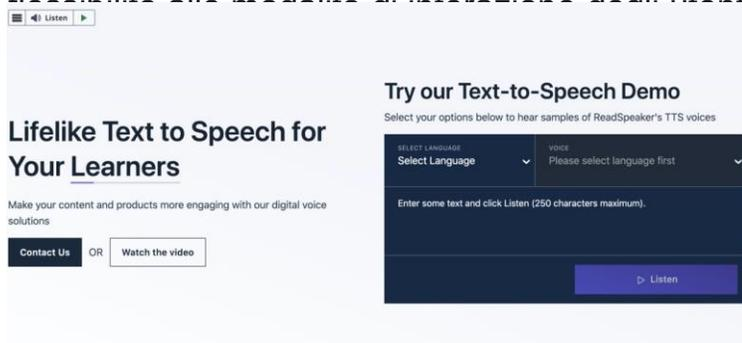 Listen
Lifelike Text to Speech for
Your Learners
Make your content and products more engaging with our digital voice
solutions
Contact Us OR Watch the video
Try our Text-to-Speech Demo
Select your options below to hear samples of ReadSpeaker's TTS voices
SELECT LANGUAGE
Select Language
VOICE
Please select language first
Enter some text and click Listen (250 characters maximum).
Listen